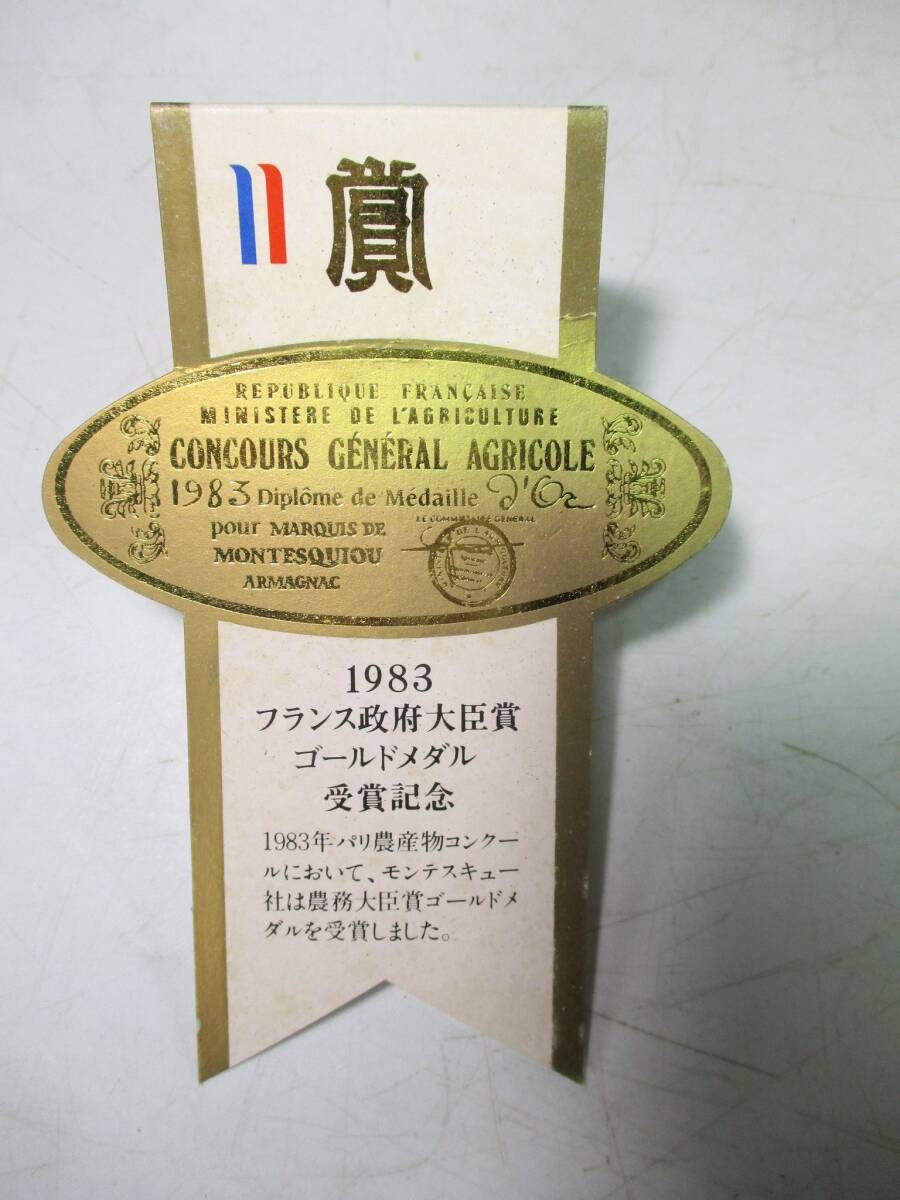 賞
REPUBLIQUE FRANÇAISE
MINISTERE DE L'AGRICULTURE
CONCOURS GÉNÉRAL AGRICOLE
1983 Diplôme de Médaille d'Or
LE COMMISSAIRE GENERAL
pour MARQUIS DE
MONTESQUIOU
ARMAGNAC
1983
フランス政府大臣賞
ゴールドメダル
受賞記念
1983年パリ農産物コンクー
ルにおいて、モンテスキュー
社は農務大臣賞ゴールドメ
ダルを受賞しました。